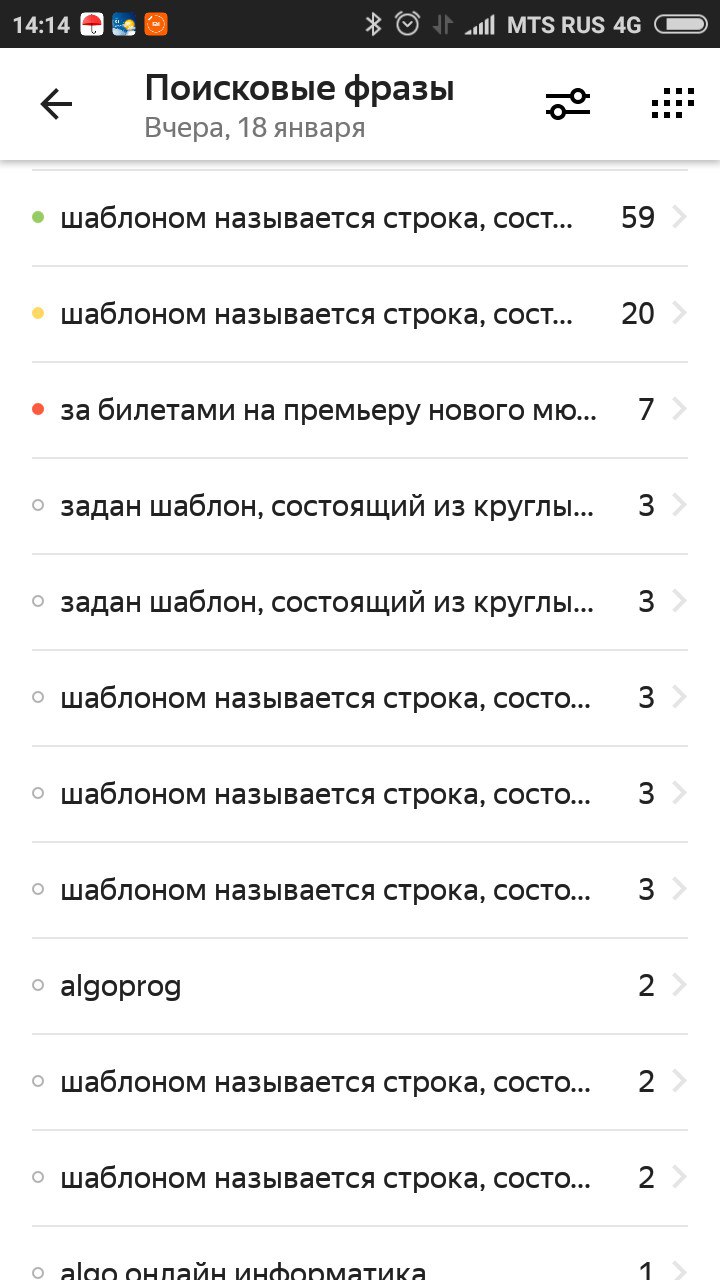 14:14 MTS RUS 4G
Поисковые фразы
Вчера, 18 января
шаблоном называется строка, сост... 59
шаблоном называется строка, сост... 20
за билетами на премьеру нового мю... 7
задан шаблон, состоящий из круглы... 3
задан шаблон, состоящий из круглы... 3
шаблоном называется строка, состо... 3
шаблоном называется строка, состо... 3
шаблоном называется строка, состо... 3
algoprog 2
шаблоном называется строка, состо... 2
шаблоном называется строка, состо... 2
algo онлайн информатика 1